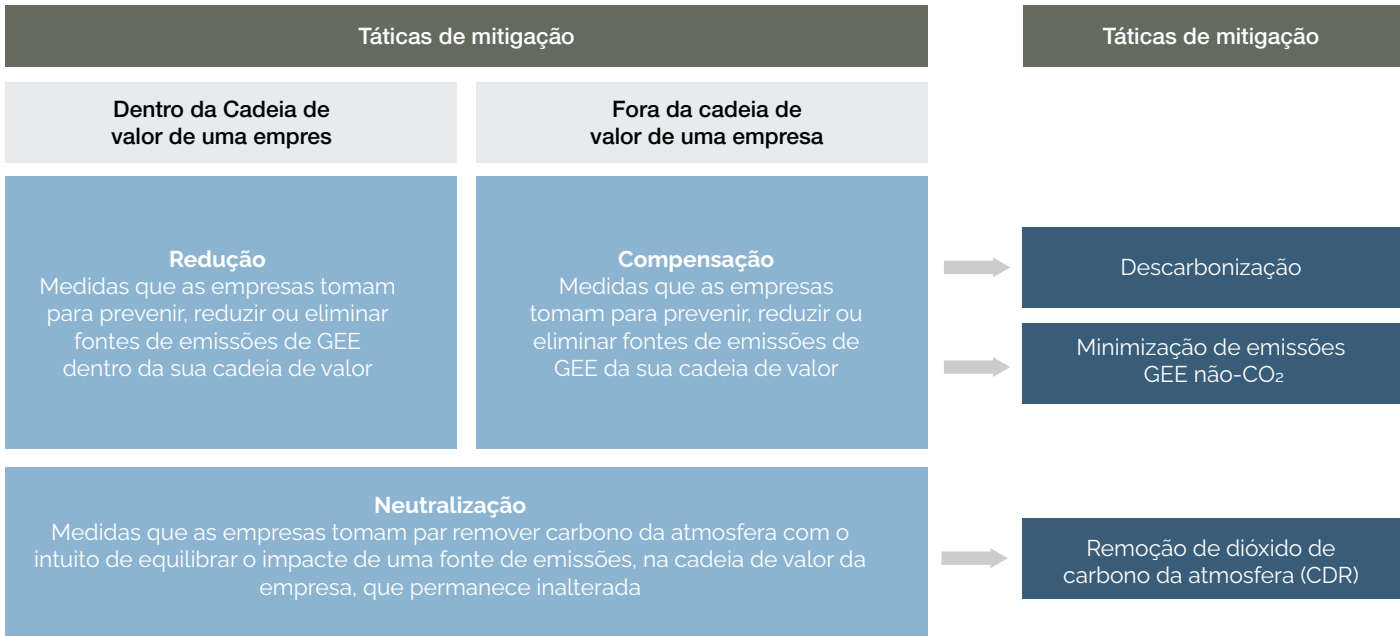 Táticas de mitigação
Táticas de mitigação
Dentro da Cadeia de
valor de uma empres
Fora da cadeia de
valor de uma empresa
Redução
Medidas que as empresas tomam
para prevenir, reduzir ou eliminar
fontes de emissões de GEE
dentro da sua cadeia de valor
Compensação
Medidas que as empresas
tomam para prevenir, reduzir ou
eliminar fontes de emissões de
GEE da sua cadeia de valor
Descarbonização
Minimização de emissões
GEE não-CO₂
Neutralização
Medidas que as empresas tomam par remover carbono da atmosfera com o
intuito de equilibrar o impacte de uma fonte de emissões, na cadeia de valor da
empresa, que permanece inalterada
Remoção de dióxido de
carbono da atmosfera (CDR)